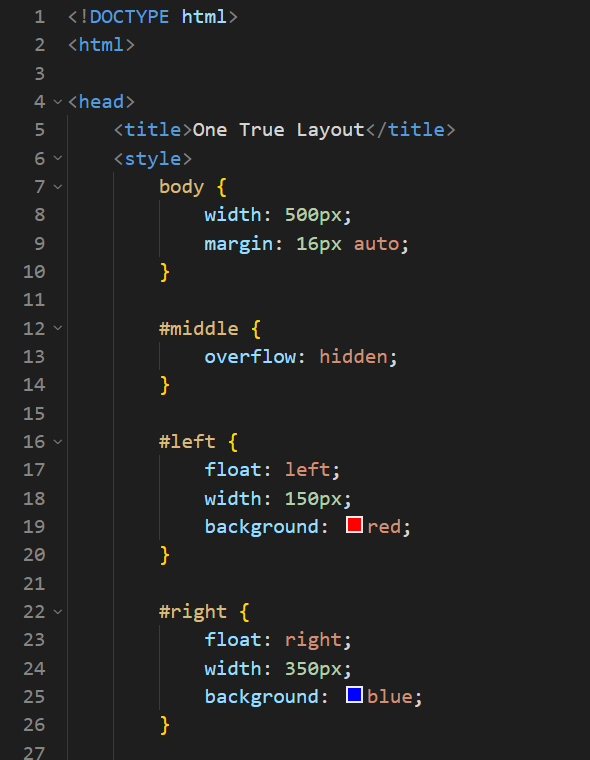 1 <!DOCTYPE html>
2 <html>
3
4 <head>
5     <title>One True Layout</title>
6     <style>
7         body {
8             width: 500px;
9             margin: 16px auto;
10         }
11
12         #middle {
13             overflow: hidden;
14         }
15
16         #left {
17             float: left;
18             width: 150px;
19             background: red;
20         }
21
22         #right {
23             float: right;
24             width: 350px;
25             background: blue;
26         }
27